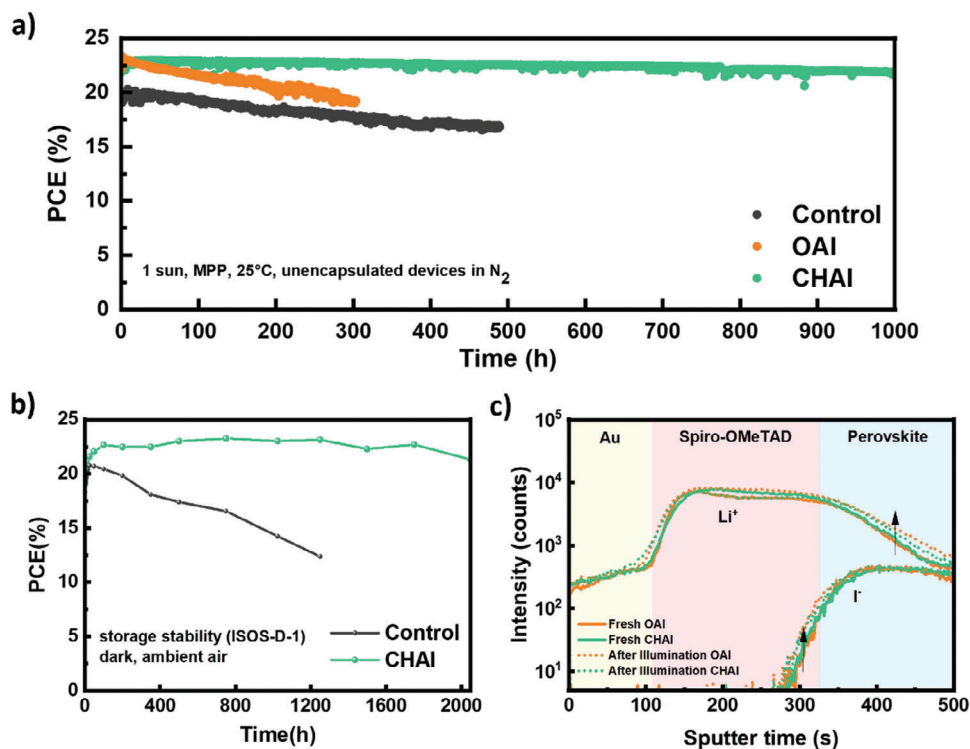 a)
25
20
15
10
5
0
PCE (%)
Control
OAI
CHAI
1 sun, MPP, 25°C, unencapsulated devices in N2
0 100 200 300 400 500 600 700 800 900 1000
Time (h)
b)
25
20
15
10
5
0
PCE(%)
storage stability (ISOS-D-1)
dark, ambient air
Control
CHAI
0 400 800 1200 1600 2000
Time(h)
c)
10^5
10^4
10^3
10^2
10^1
Intensity (counts)
Au Spiro-OMeTAD Perovskite
Li+
I-
Fresh OAI
Fresh CHAI
After Illumination OAI
After Illumination CHAI
0 100 200 300 400 500
Sputter time (s)